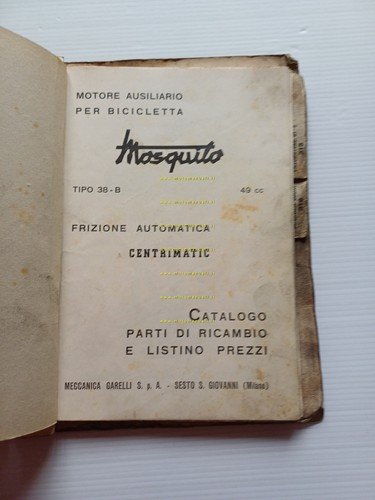 MOTORE AUSILIARIO
PER BICICLETTA
Mosquito
TIPO 38-B 49 cc
FRIZIONE AUTOMATICA
CENTRIMATIC
CATALOGO
PARTI DI RICAMBIO
E LISTINO PREZZI
MECCANICA GARELLI S. p. A. - SESTO S. GIOVANNI (Milano)